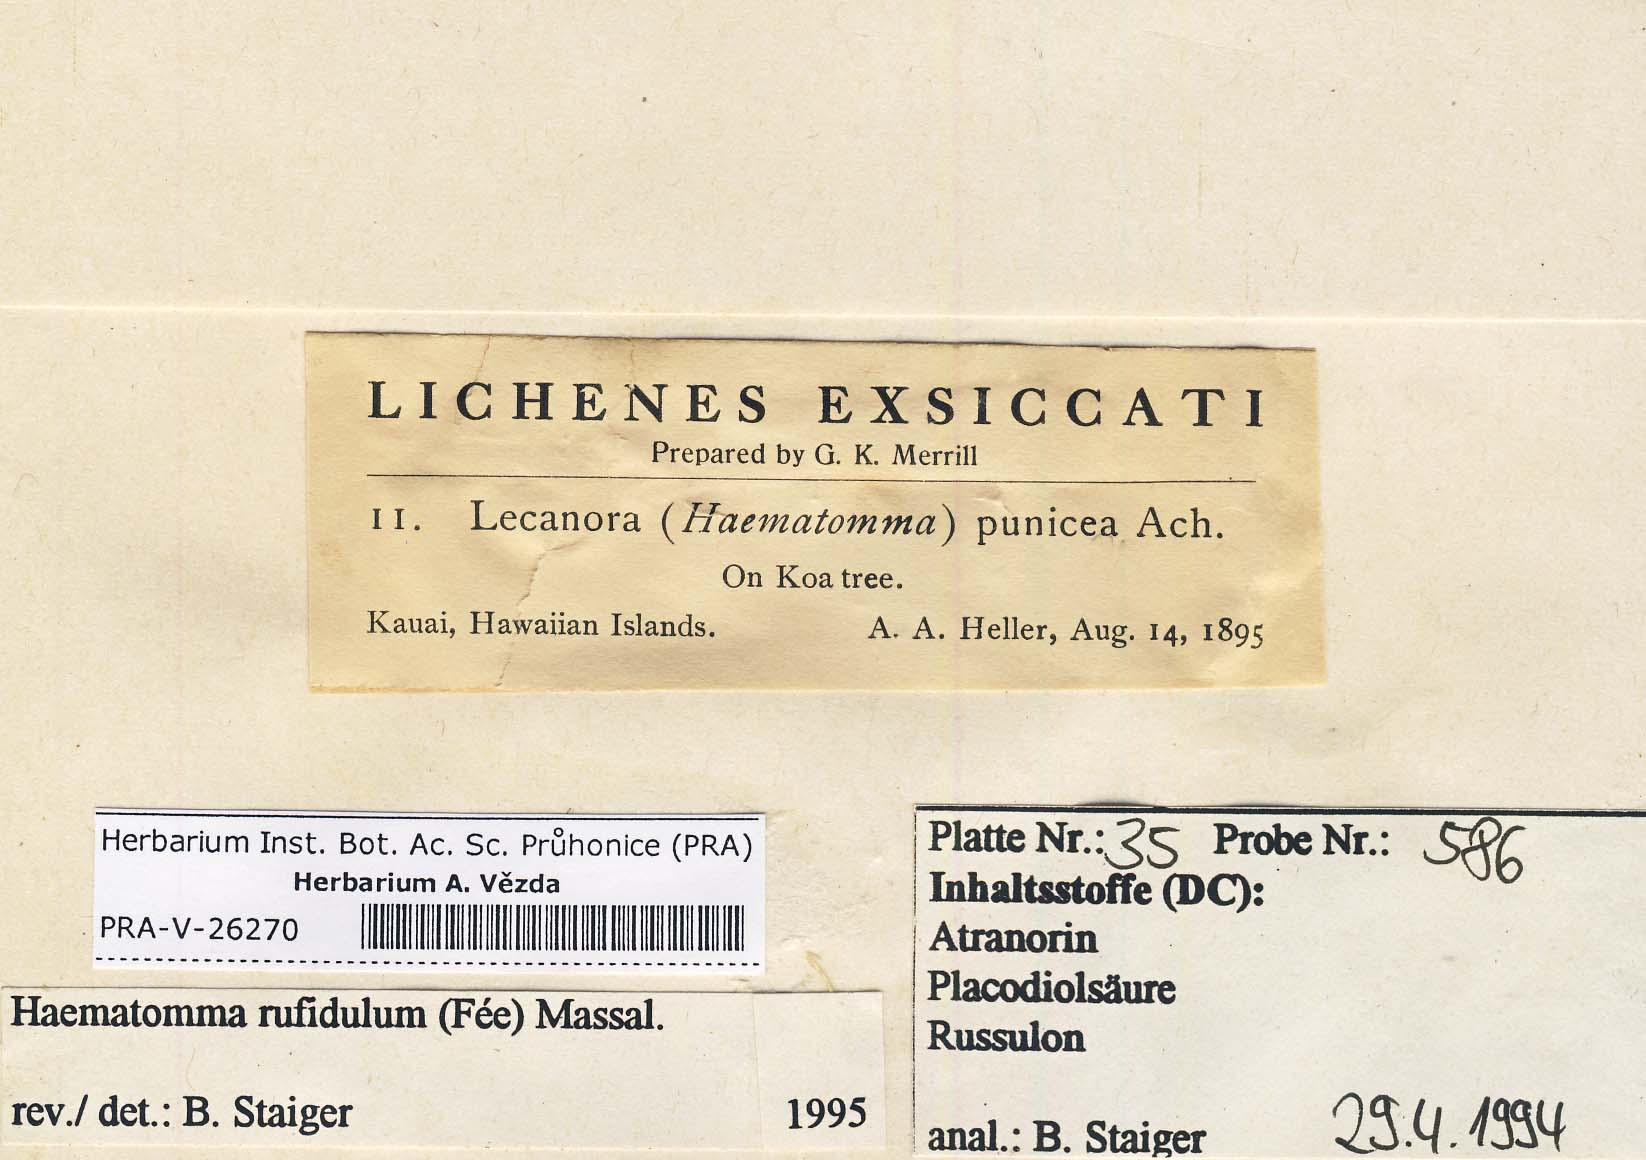 LICHENES EXSICCATI
Prepared by G. K. Merrill
11. Lecanora (Haematomma) punicea Ach.
On Koa tree.
Kauai, Hawaiian Islands. A. A. Heller, Aug. 14, 1895
Herbarium Inst. Bot. Ac. Sc. Průhonice (PRA)
Herbarium A. Vězda
PRA-V-26270
Haematomma rufidulum (Fée) Massal.
rev./ det.: B. Staiger 1995
Platte Nr.: 35 Probe Nr.: 586
Inhaltsstoffe (DC):
Atranorin
Placodiolsäure
Russulon
anal.: B. Staiger 29.4.1994